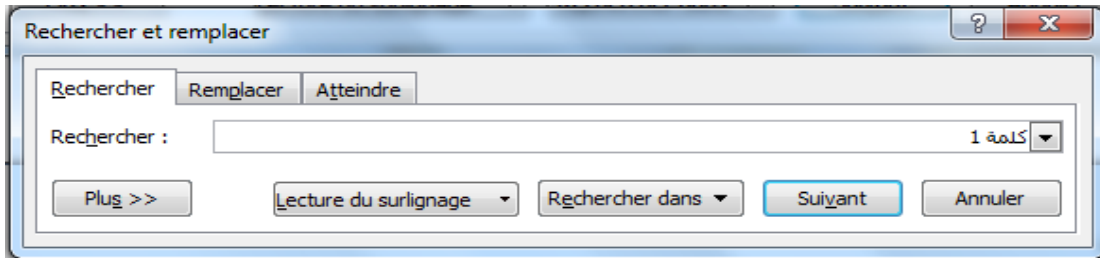 Rechercher et remplacer
Rechercher Remplacer Atteindre
Rechercher : كلمة 1
Plus >> Lecture du surlignage Rechercher dans Suivant Annuler